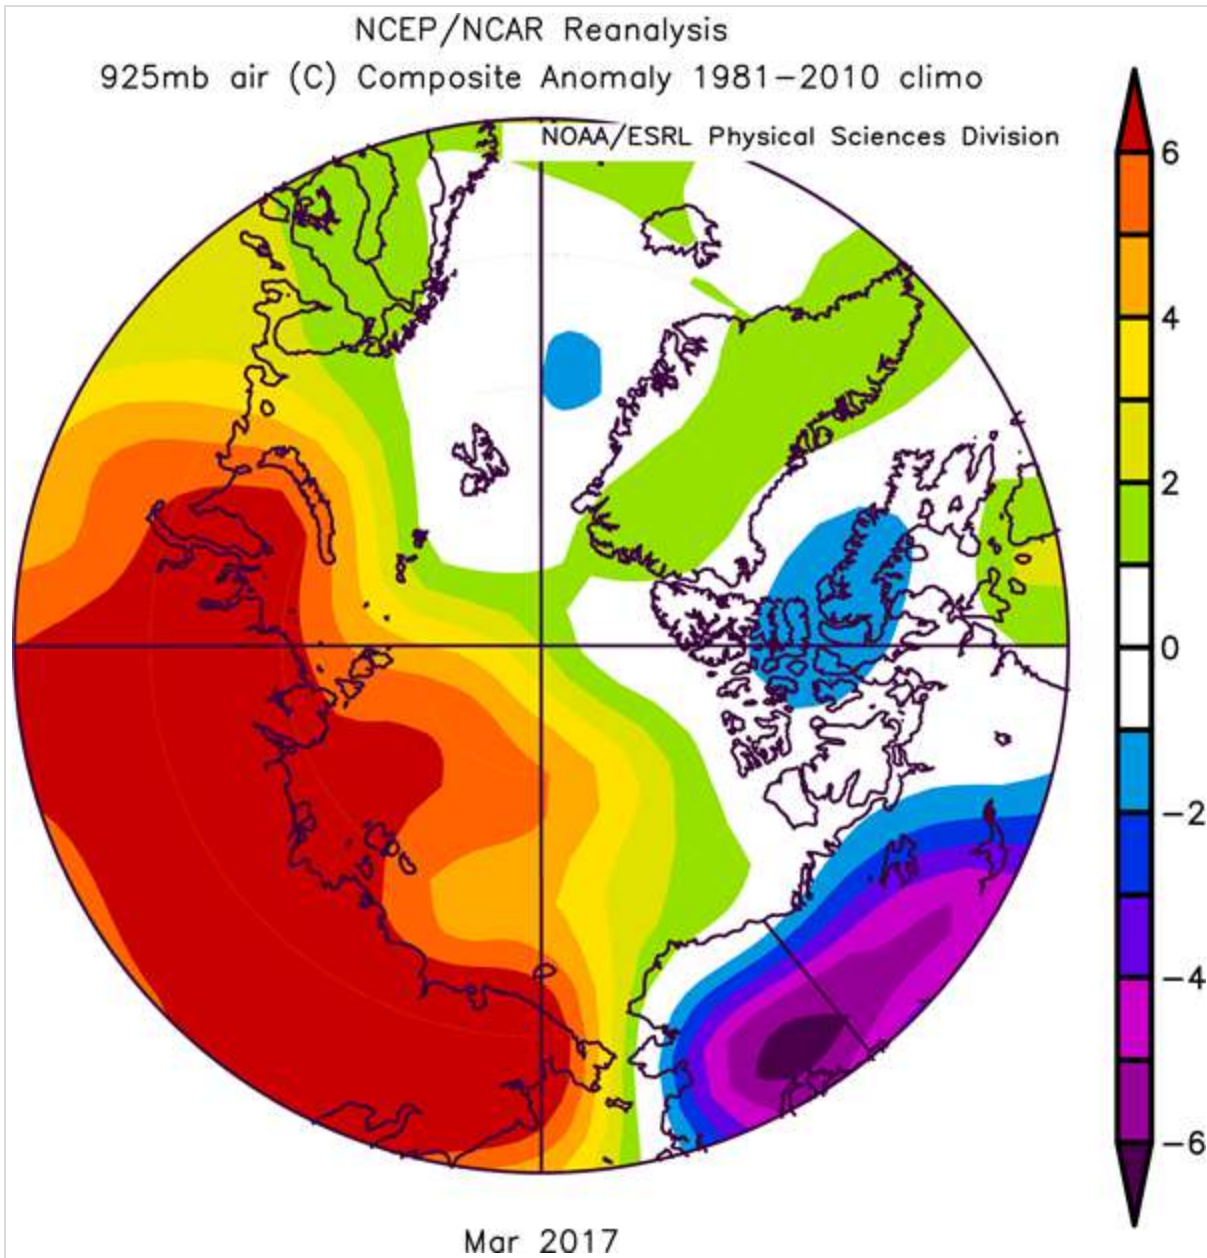 NCEP/NCAR Reanalysis
925mb air (C) Composite Anomaly 1981-2010 climo
NOAA/ESRL Physical Sciences Division
6
4
2
0
-2
-4
-6
Mar 2017